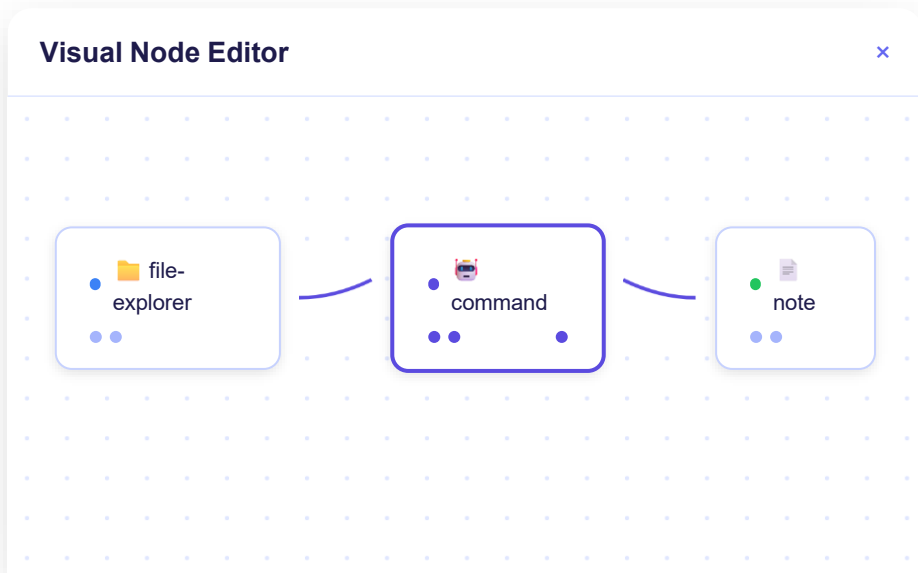 Visual Node Editor
×
file-
explorer
command
note